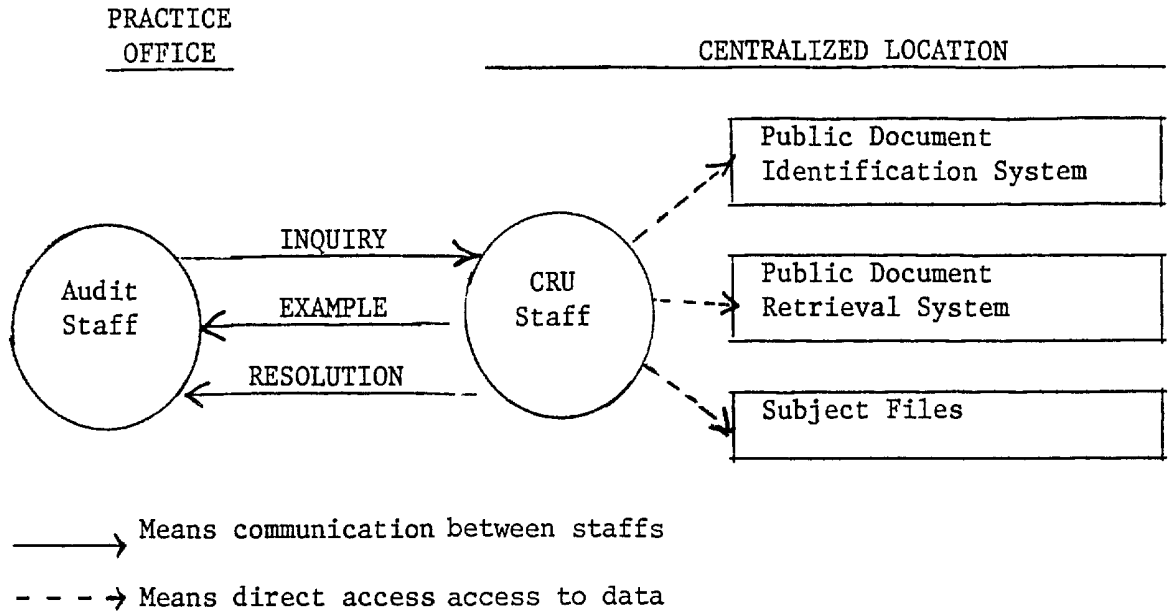 PRACTICE
OFFICE
CENTRALIZED LOCATION
Public Document
Identification System
INQUIRY
Audit
Staff
EXAMPLE
RESOLUTION
CRU
Staff
Public Document
Retrieval System
Subject Files
Means communication between staffs
Means direct access access to data